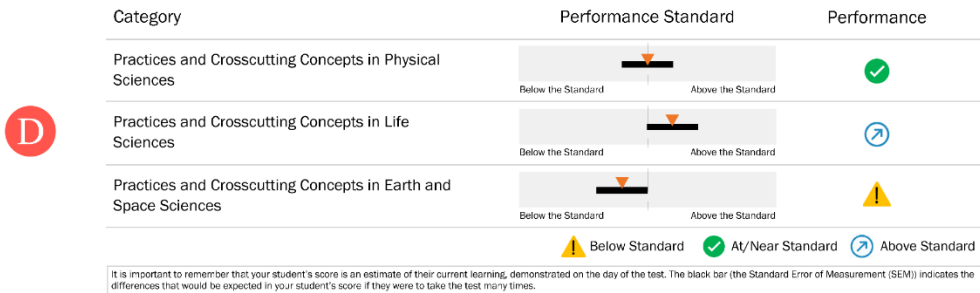 Category Performance Standard Performance
Practices and Crosscutting Concepts in Physical
Sciences
Below the Standard Above the Standard
D
Practices and Crosscutting Concepts in Life
Sciences
Below the Standard Above the Standard
Practices and Crosscutting Concepts in Earth and
Space Sciences
Below the Standard Above the Standard
Below Standard At/Near Standard Above Standard
It is important to remember that your student's score is an estimate of their current learning, demonstrated on the day of the test. The black bar (the Standard Error of Measurement (SEM)) indicates the
differences that would be expected in your student's score if they were to take the test many times.